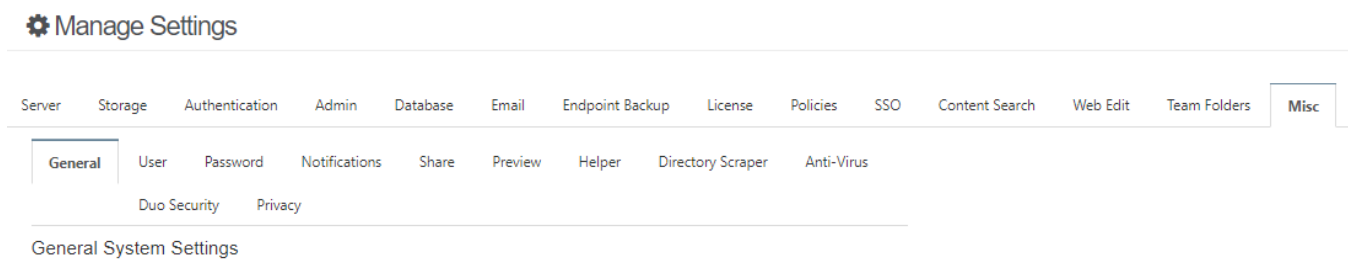 Manage Settings
Server Storage Authentication Admin Database Email Endpoint Backup License Policies SSO Content Search Web Edit Team Folders Misc
General User Password Notifications Share Preview Helper Directory Scraper Anti-Virus
Duo Security Privacy
General System Settings